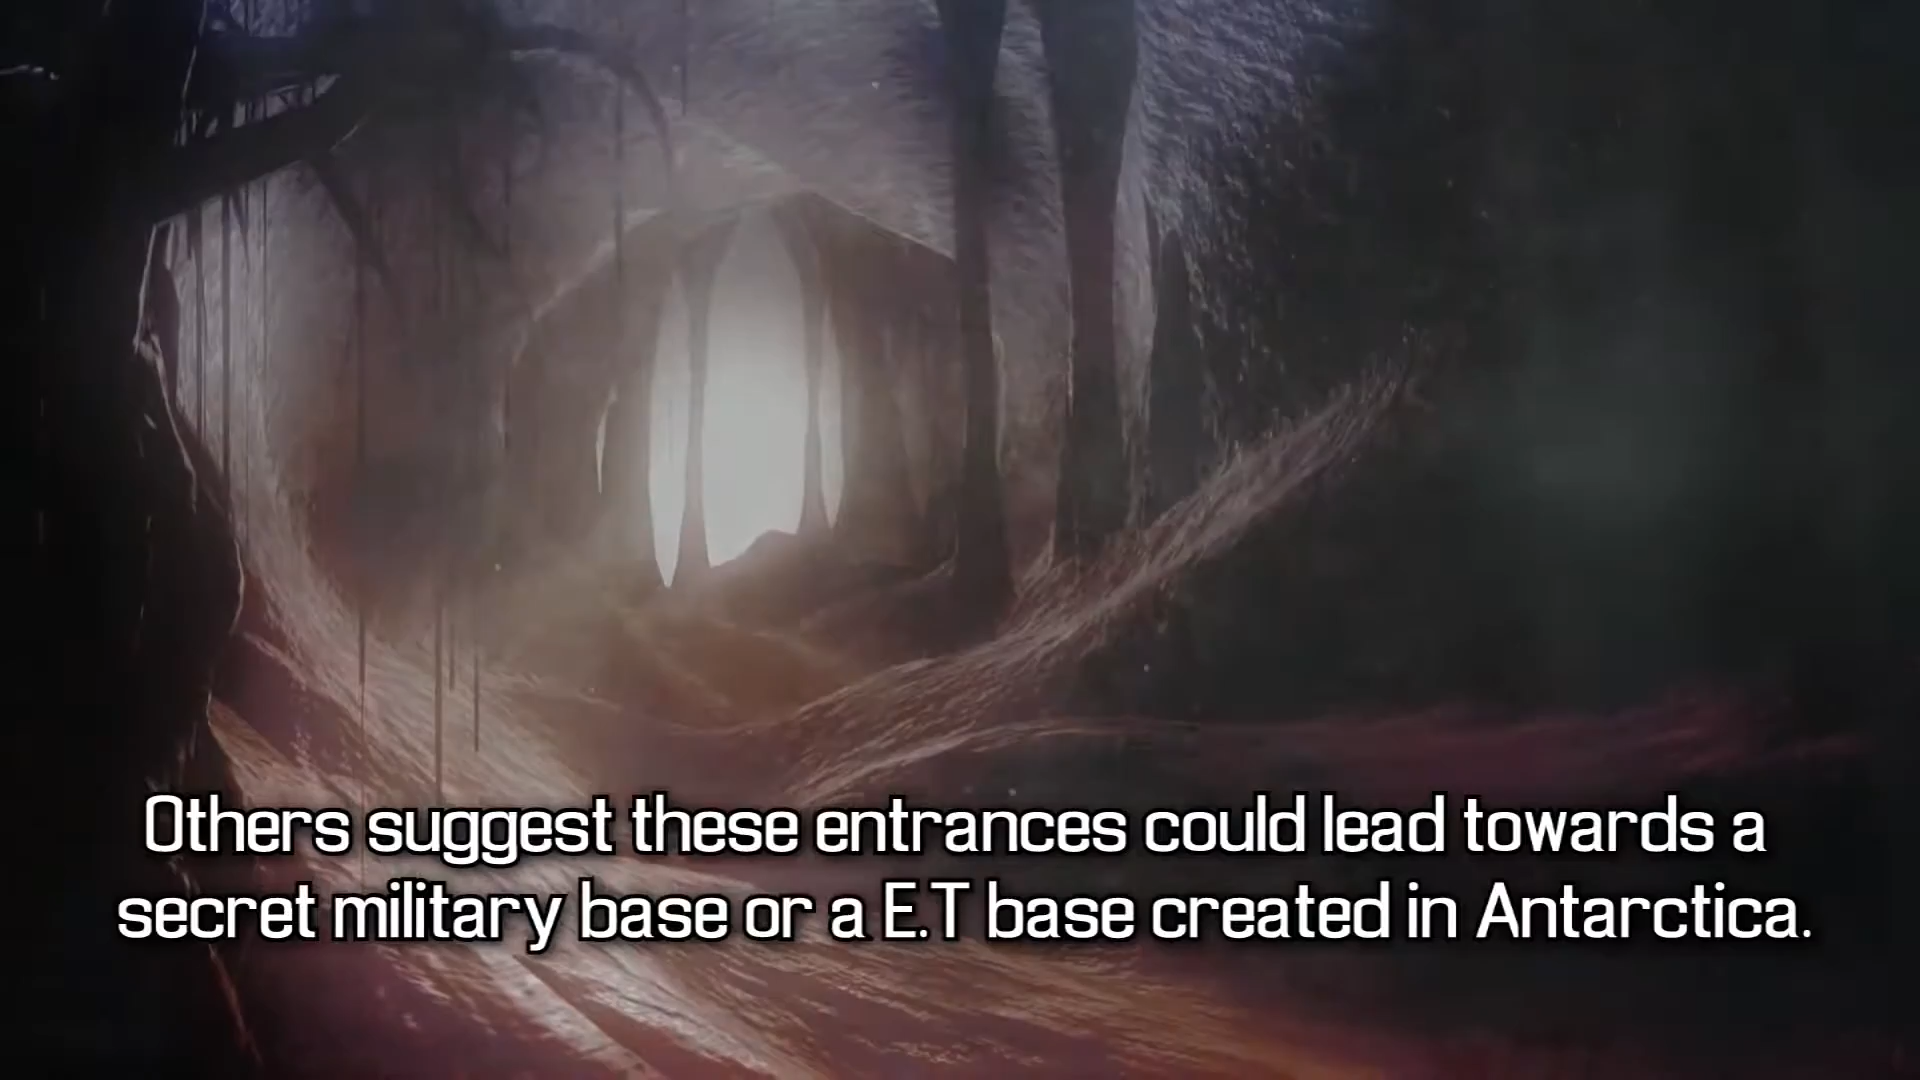 Others suggest these entrances could lead towards a
secret military base or a E.T base created in Antarctica.